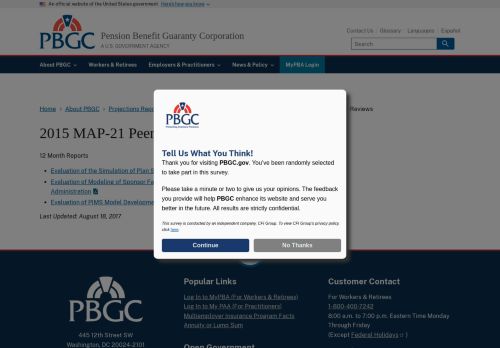 An official website of the United States government Here's how you know
PBGC
Pension Benefit Guaranty Corporation
A U.S. GOVERNMENT AGENCY
Contact Us Glossary Languages Español
Search
About PBGC Workers & Retirees Employers & Practitioners News & Policy MyPBA Login
Home > About PBGC > Projections Repo
Reviews
2015 MAP-21 Peer
12 Month Reports
Evaluation of the Simulation of Plan S
Evaluation of Modeling of Sponsor Fa
Administration
Evaluation of PIMS Model Developme
Last Updated: August 18, 2017
PBGC
Protecting America's Pensions
Tell Us What You Think!
Thank you for visiting PBGC.gov. You've been randomly selected
to take part in this survey.
Please take a minute or two to give us your opinions. The feedback
you provide will help PBGC enhance its website and serve you
better in the future. All results are strictly confidential.
This survey is conducted by an independent company, CFI Group. To view CFI Group's privacy policy
click here.
Continue No Thanks
PBGC
445 12th Street SW
Washington, DC 20024-2101
Popular Links
Log In to MyPBA (For Workers & Retirees)
Log In to My PAA (For Practitioners)
Multiemployer Insurance Program Facts
Annuity or Lump Sum
Open Government
Customer Contact
For Workers & Retirees
1-800-400-7242
8:00 a.m. to 7:00 p.m. Eastern Time Monday
Through Friday
(Except Federal Holidays )